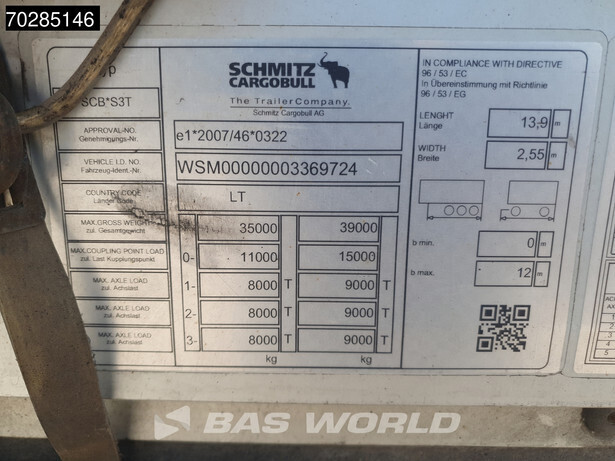 70285146
yp
SCB*S3T
SCHMITZ
CARGOBULL
The TrailerCompany.
Schmitz Cargobull AG
IN COMPLIANCE WITH DIRECTIVE
96 / 53 / EC
In Übereinstimmung mit Richtlinie
96 / 53 / EG
APPROVAL-NO.
Genehmigungs-Nr.
e1*2007/46*0322
LENGHT
Länge
13,9 m
VEHICLE I.D. NO.
Fahrzeug-Ident.-Nr.
WSM00000003369724
WIDTH
Breite
2,55 m
COUNTRY CODE
Länder Code
LT
MAX.GROSS WEIGHT
zul. Gesamtgewicht
35000 39000
MAX.COUPLING POINT LOAD
zul. Last Kupplungspunkt
0- 11000 15000
b min. 0 m
MAX. AXLE LOAD
zul. Achslast
1- 8000 T 9000 T
b max. 12 m
MAX. AXLE LOAD
zul. Achslast
2- 8000 T 9000 T
MAX. AXLE LOAD
zul. Achslast
3- 8000 T 9000 T
kg kg
BAS WORLD